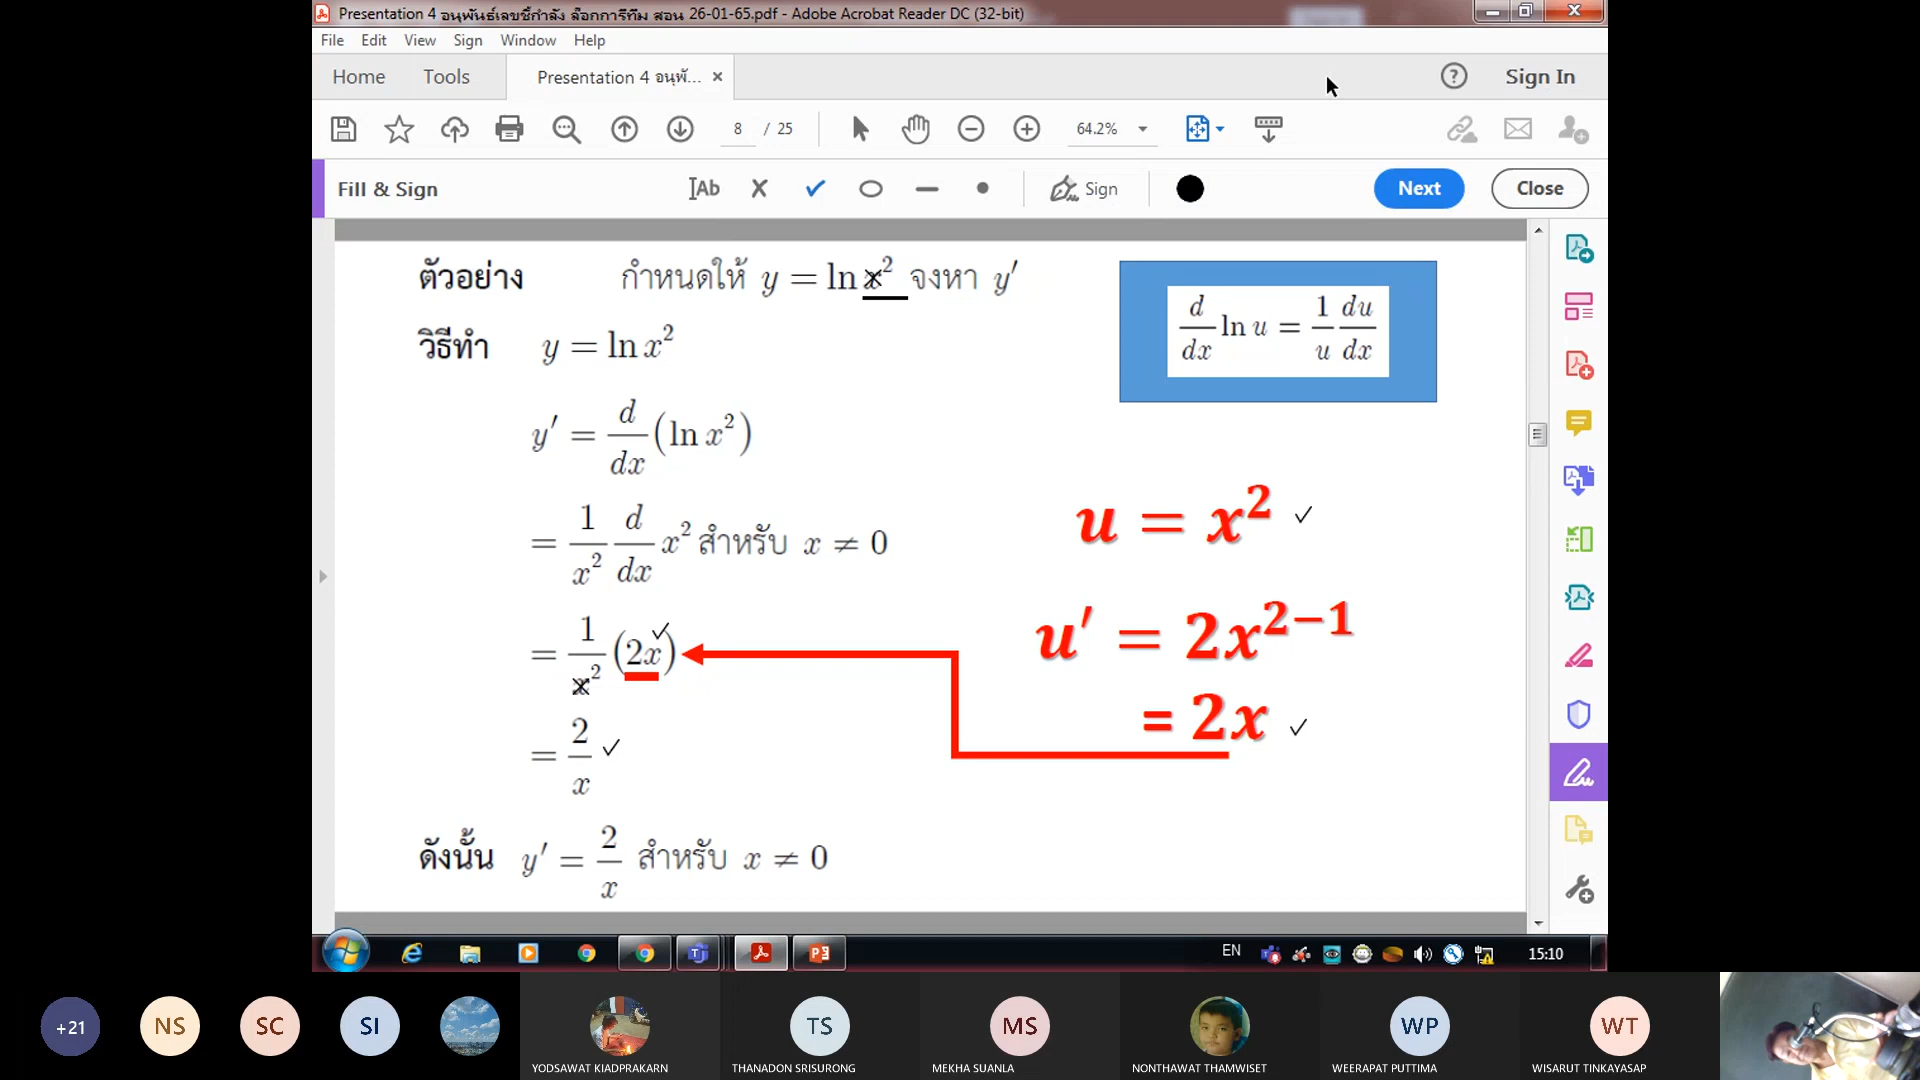 Presentation 4 อนุพันธ์เลขชี้กำลัง ล๊อกการึทึม สอน 26-01-65.pdf - Adobe Acrobat Reader DC (32-bit)
File Edit View Sign Window Help
Home Tools Presentation 4 อนุพั... × ? Sign In
8 / 25 64.2%
Fill & Sign Ab Sign Next Close
ตัวอย่าง กำหนดให้ y = ln x² จงหา y′
d/dx ln u = 1/u du/dx
วิธีทำ y = ln x²
y′ = d/dx (ln x²)
= 1/x² d/dx x² สำหรับ x ≠ 0
u = x² ✓
= 1/x² (2x) ✓
u′ = 2x²⁻¹
= 2x ✓
= 2/x ✓
ดังนั้น y′ = 2/x สำหรับ x ≠ 0
EN 15:10
+21 NS SC SI TS MS WP WT
YODSAWAT KIADPRAKARN THANADON SRISURONG MEKHA SUANLA NONTHAWAT THAMWISET WEERAPAT PUTTIMA WISARUT TINKAYASAP